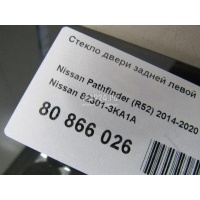 Стекло двери задней левой
Nissan Pathfinder (R52) 2014-2020
Nissan 82301-3KA1A
80 866 026